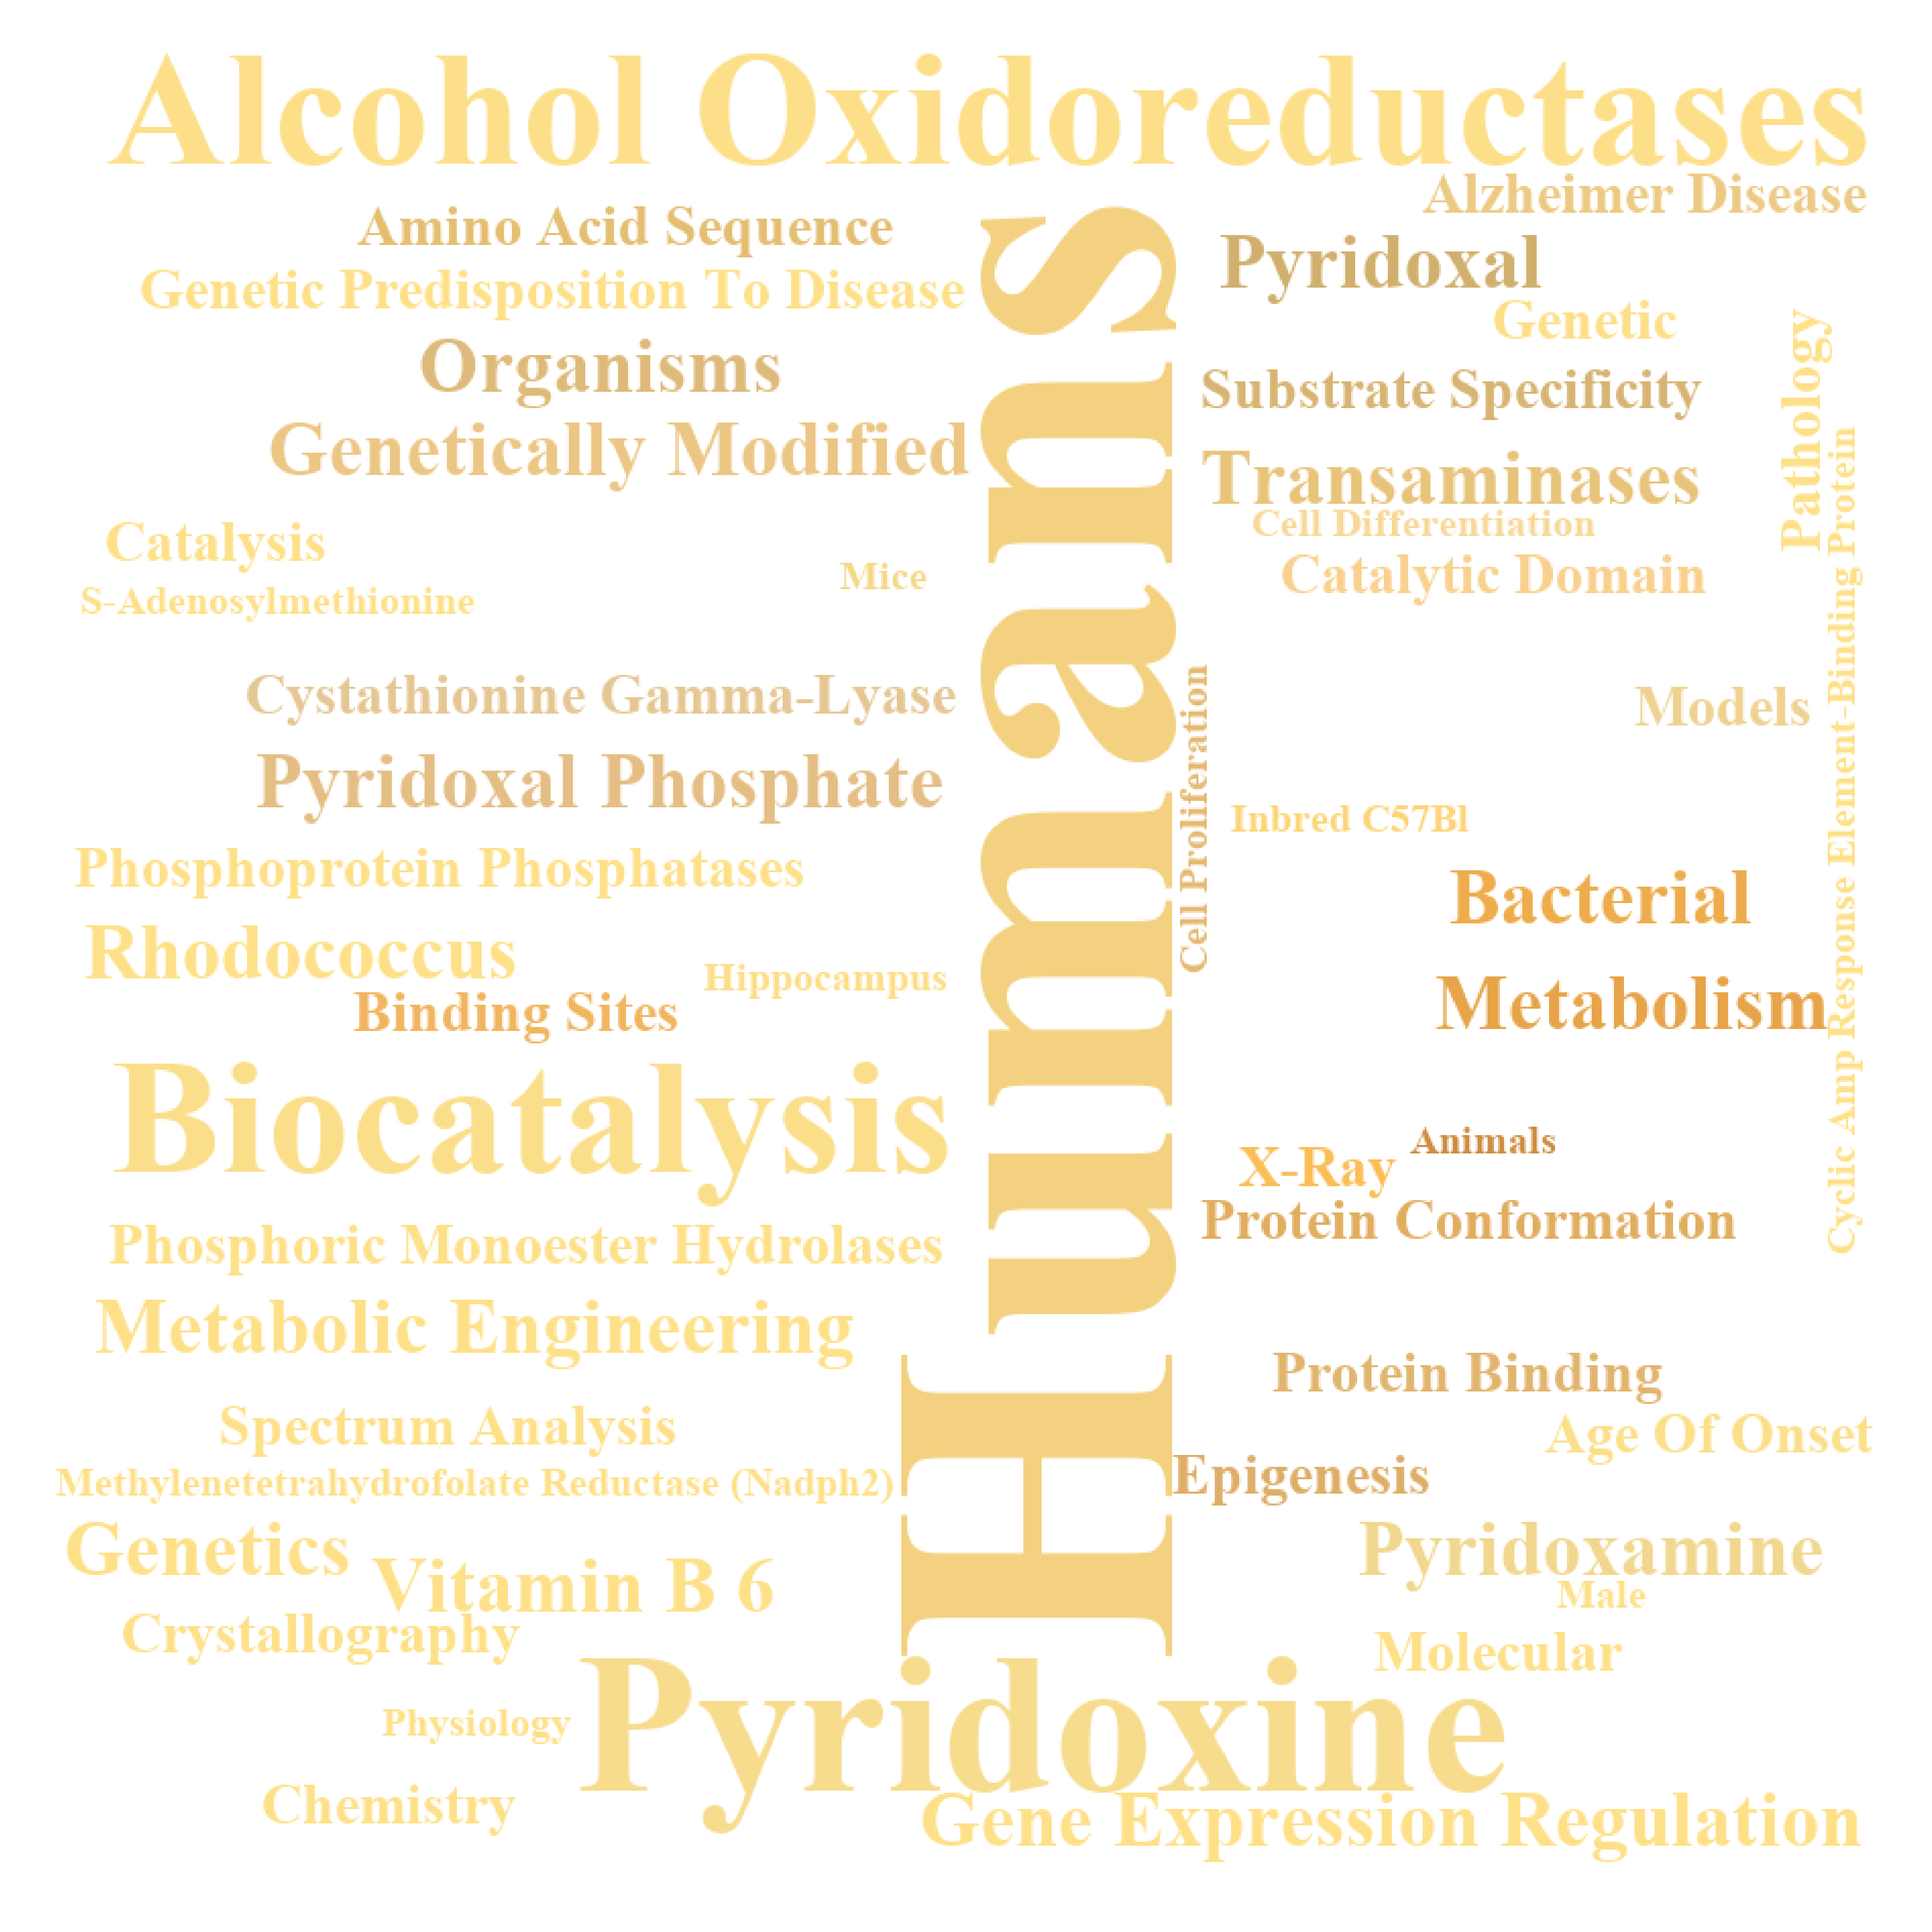 Alcohol Oxidoreductases
Alzheimer Disease
Amino Acid Sequence
Pyridoxal
Genetic Predisposition To Disease
Genetic
Organisms
Substrate Specificity
Genetically Modified
Transaminases
Pathology
Cell Differentiation
Catalysis
Mice
Catalytic Domain
S-Adenosylmethionine
Humans
Cystathionine Gamma-Lyase
Models
Pyridoxal Phosphate
Cell Proliferation
Inbred C57Bl
Cyclic Amp Response Element-Binding Protein
Phosphoprotein Phosphatases
Bacterial
Rhodococcus
Hippocampus
Binding Sites
Metabolism
Biocatalysis
Animals
X-Ray
Protein Conformation
Phosphoric Monoester Hydrolases
Metabolic Engineering
Protein Binding
Spectrum Analysis
Age Of Onset
Methylenetetrahydrofolate Reductase (Nadph2)
Epigenesis
Genetics
Pyridoxamine
Vitamin B 6
Male
Crystallography
Molecular
Physiology
Pyridoxine
Chemistry
Gene Expression Regulation